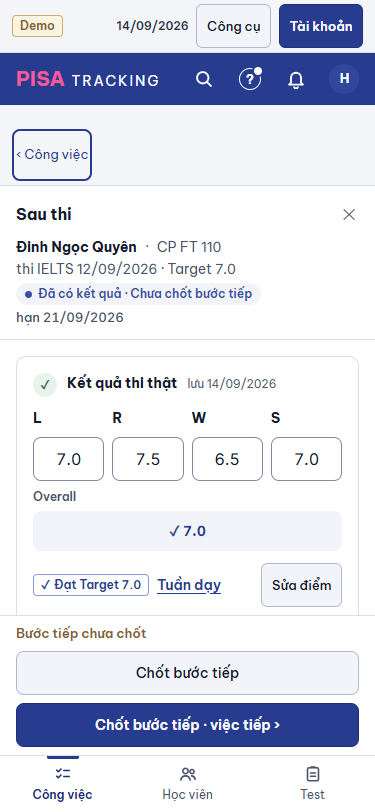 Demo
14/09/2026
Công cụ
Tài khoản
PISA TRACKING
?
H
‹ Công việc
Sau thi
Đinh Ngọc Quyên · CP FT 110
thi IELTS 12/09/2026 · Target 7.0
Đã có kết quả · Chưa chốt bước tiếp
hạn 21/09/2026
✓ Kết quả thi thật lưu 14/09/2026
L R W S
7.0 7.5 6.5 7.0
Overall
✓ 7.0
✓ Đạt Target 7.0 Tuần dạy Sửa điểm
Bước tiếp chưa chốt
Chốt bước tiếp
Chốt bước tiếp · việc tiếp ›
Công việc Học viên Test